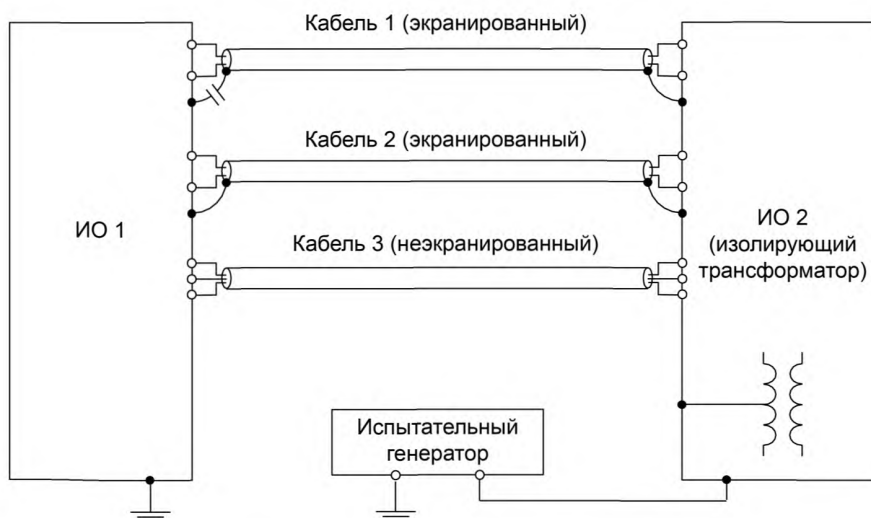 Кабель 1 (экранированный)
Кабель 2 (экранированный)
ИО 1
Кабель 3 (неэкранированный)
ИО 2
(изолирующий
трансформатор)
Испытательный
генератор